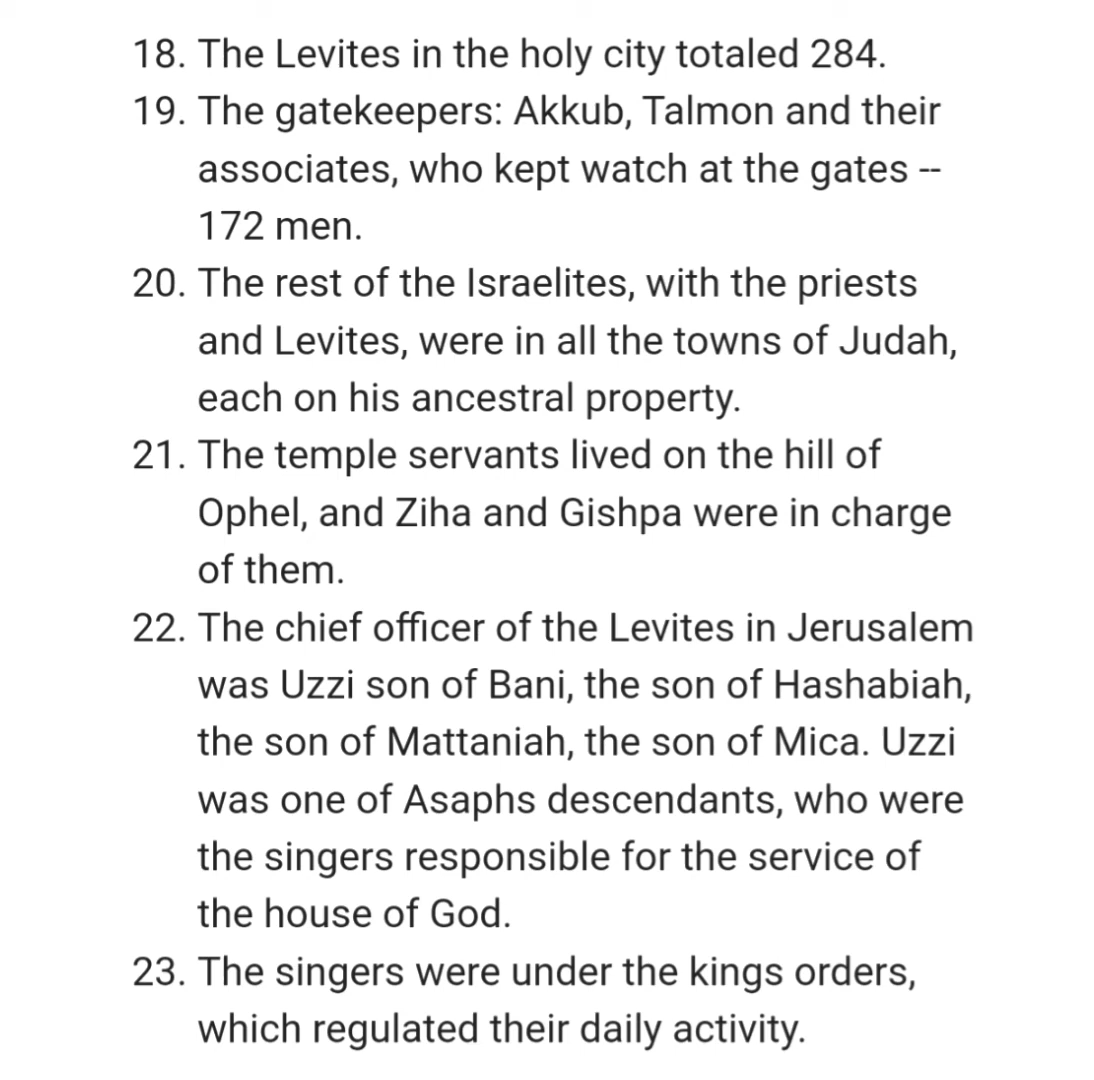 18. The Levites in the holy city totaled 284.
19. The gatekeepers: Akkub, Talmon and their
associates, who kept watch at the gates --
172 men.
20. The rest of the Israelites, with the priests
and Levites, were in all the towns of Judah,
each on his ancestral property.
21. The temple servants lived on the hill of
Ophel, and Ziha and Gishpa were in charge
of them.
22. The chief officer of the Levites in Jerusalem
was Uzzi son of Bani, the son of Hashabiah,
the son of Mattaniah, the son of Mica. Uzzi
was one of Asaphs descendants, who were
the singers responsible for the service of
the house of God.
23. The singers were under the kings orders,
which regulated their daily activity.